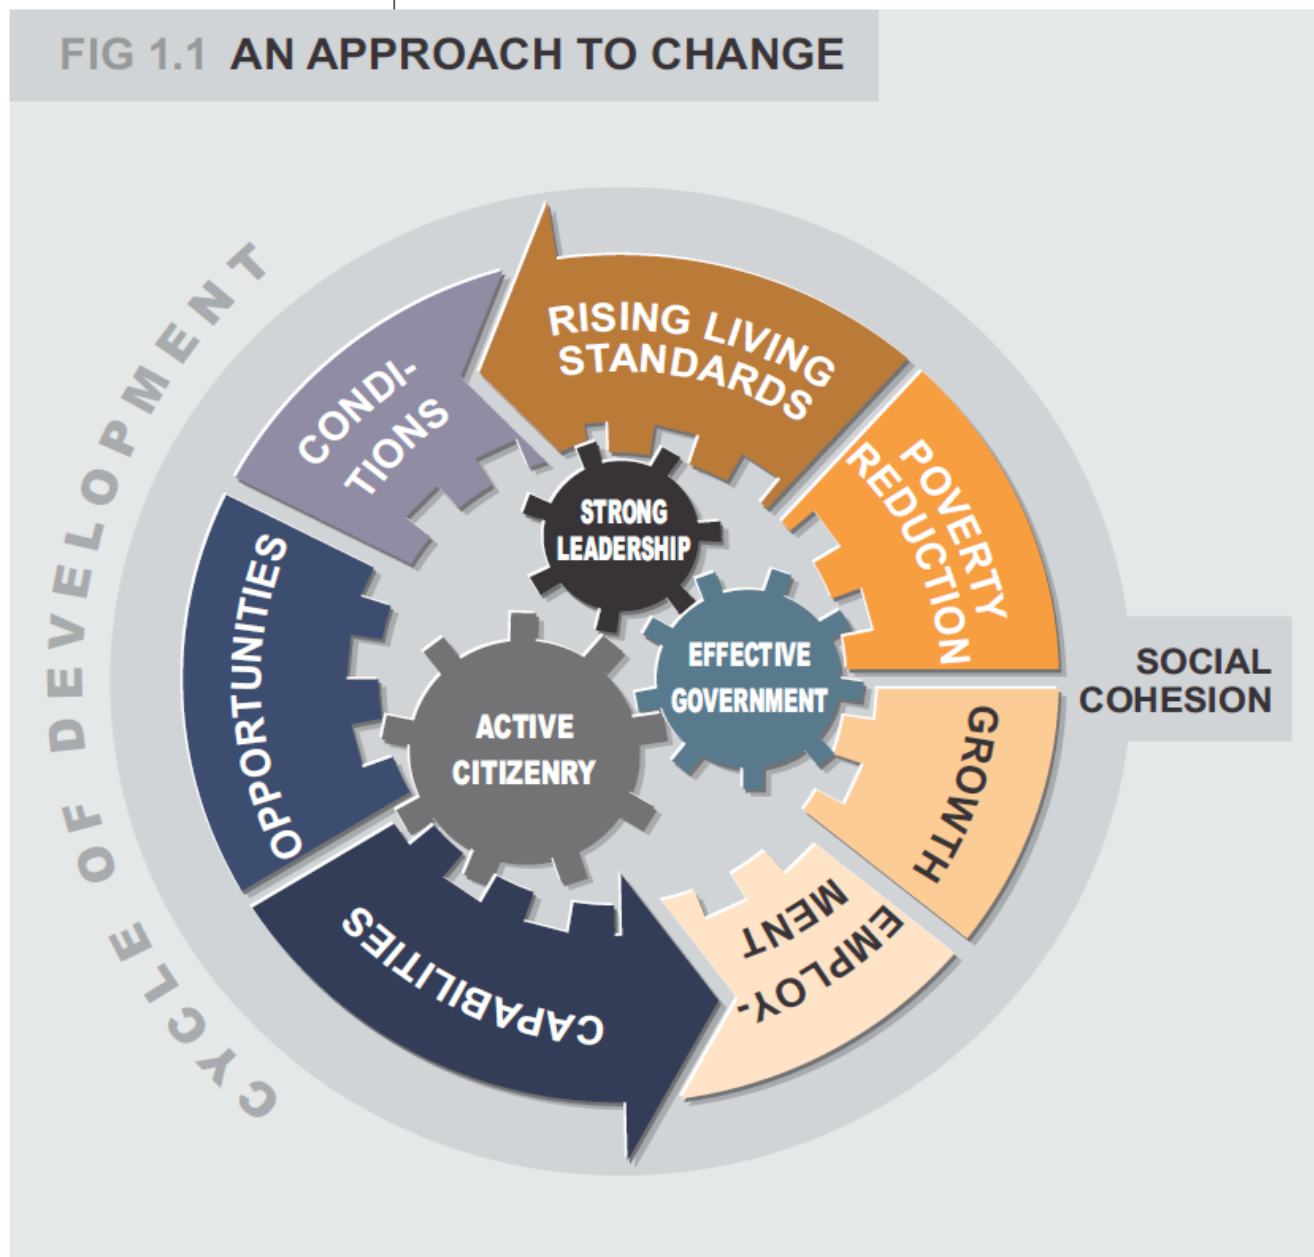 FIG 1.1 AN APPROACH TO CHANGE
CYCLE OF DEVELOPMENT
RISING LIVING
STANDARDS
CONDI-
TIONS
POVERTY
REDUCTION
STRONG
LEADERSHIP
OPPORTUNITIES
EFFECTIVE
GOVERNMENT
SOCIAL
COHESION
ACTIVE
CITIZENRY
GROWTH
CAPABILITIES
EMPLOY-
MENT